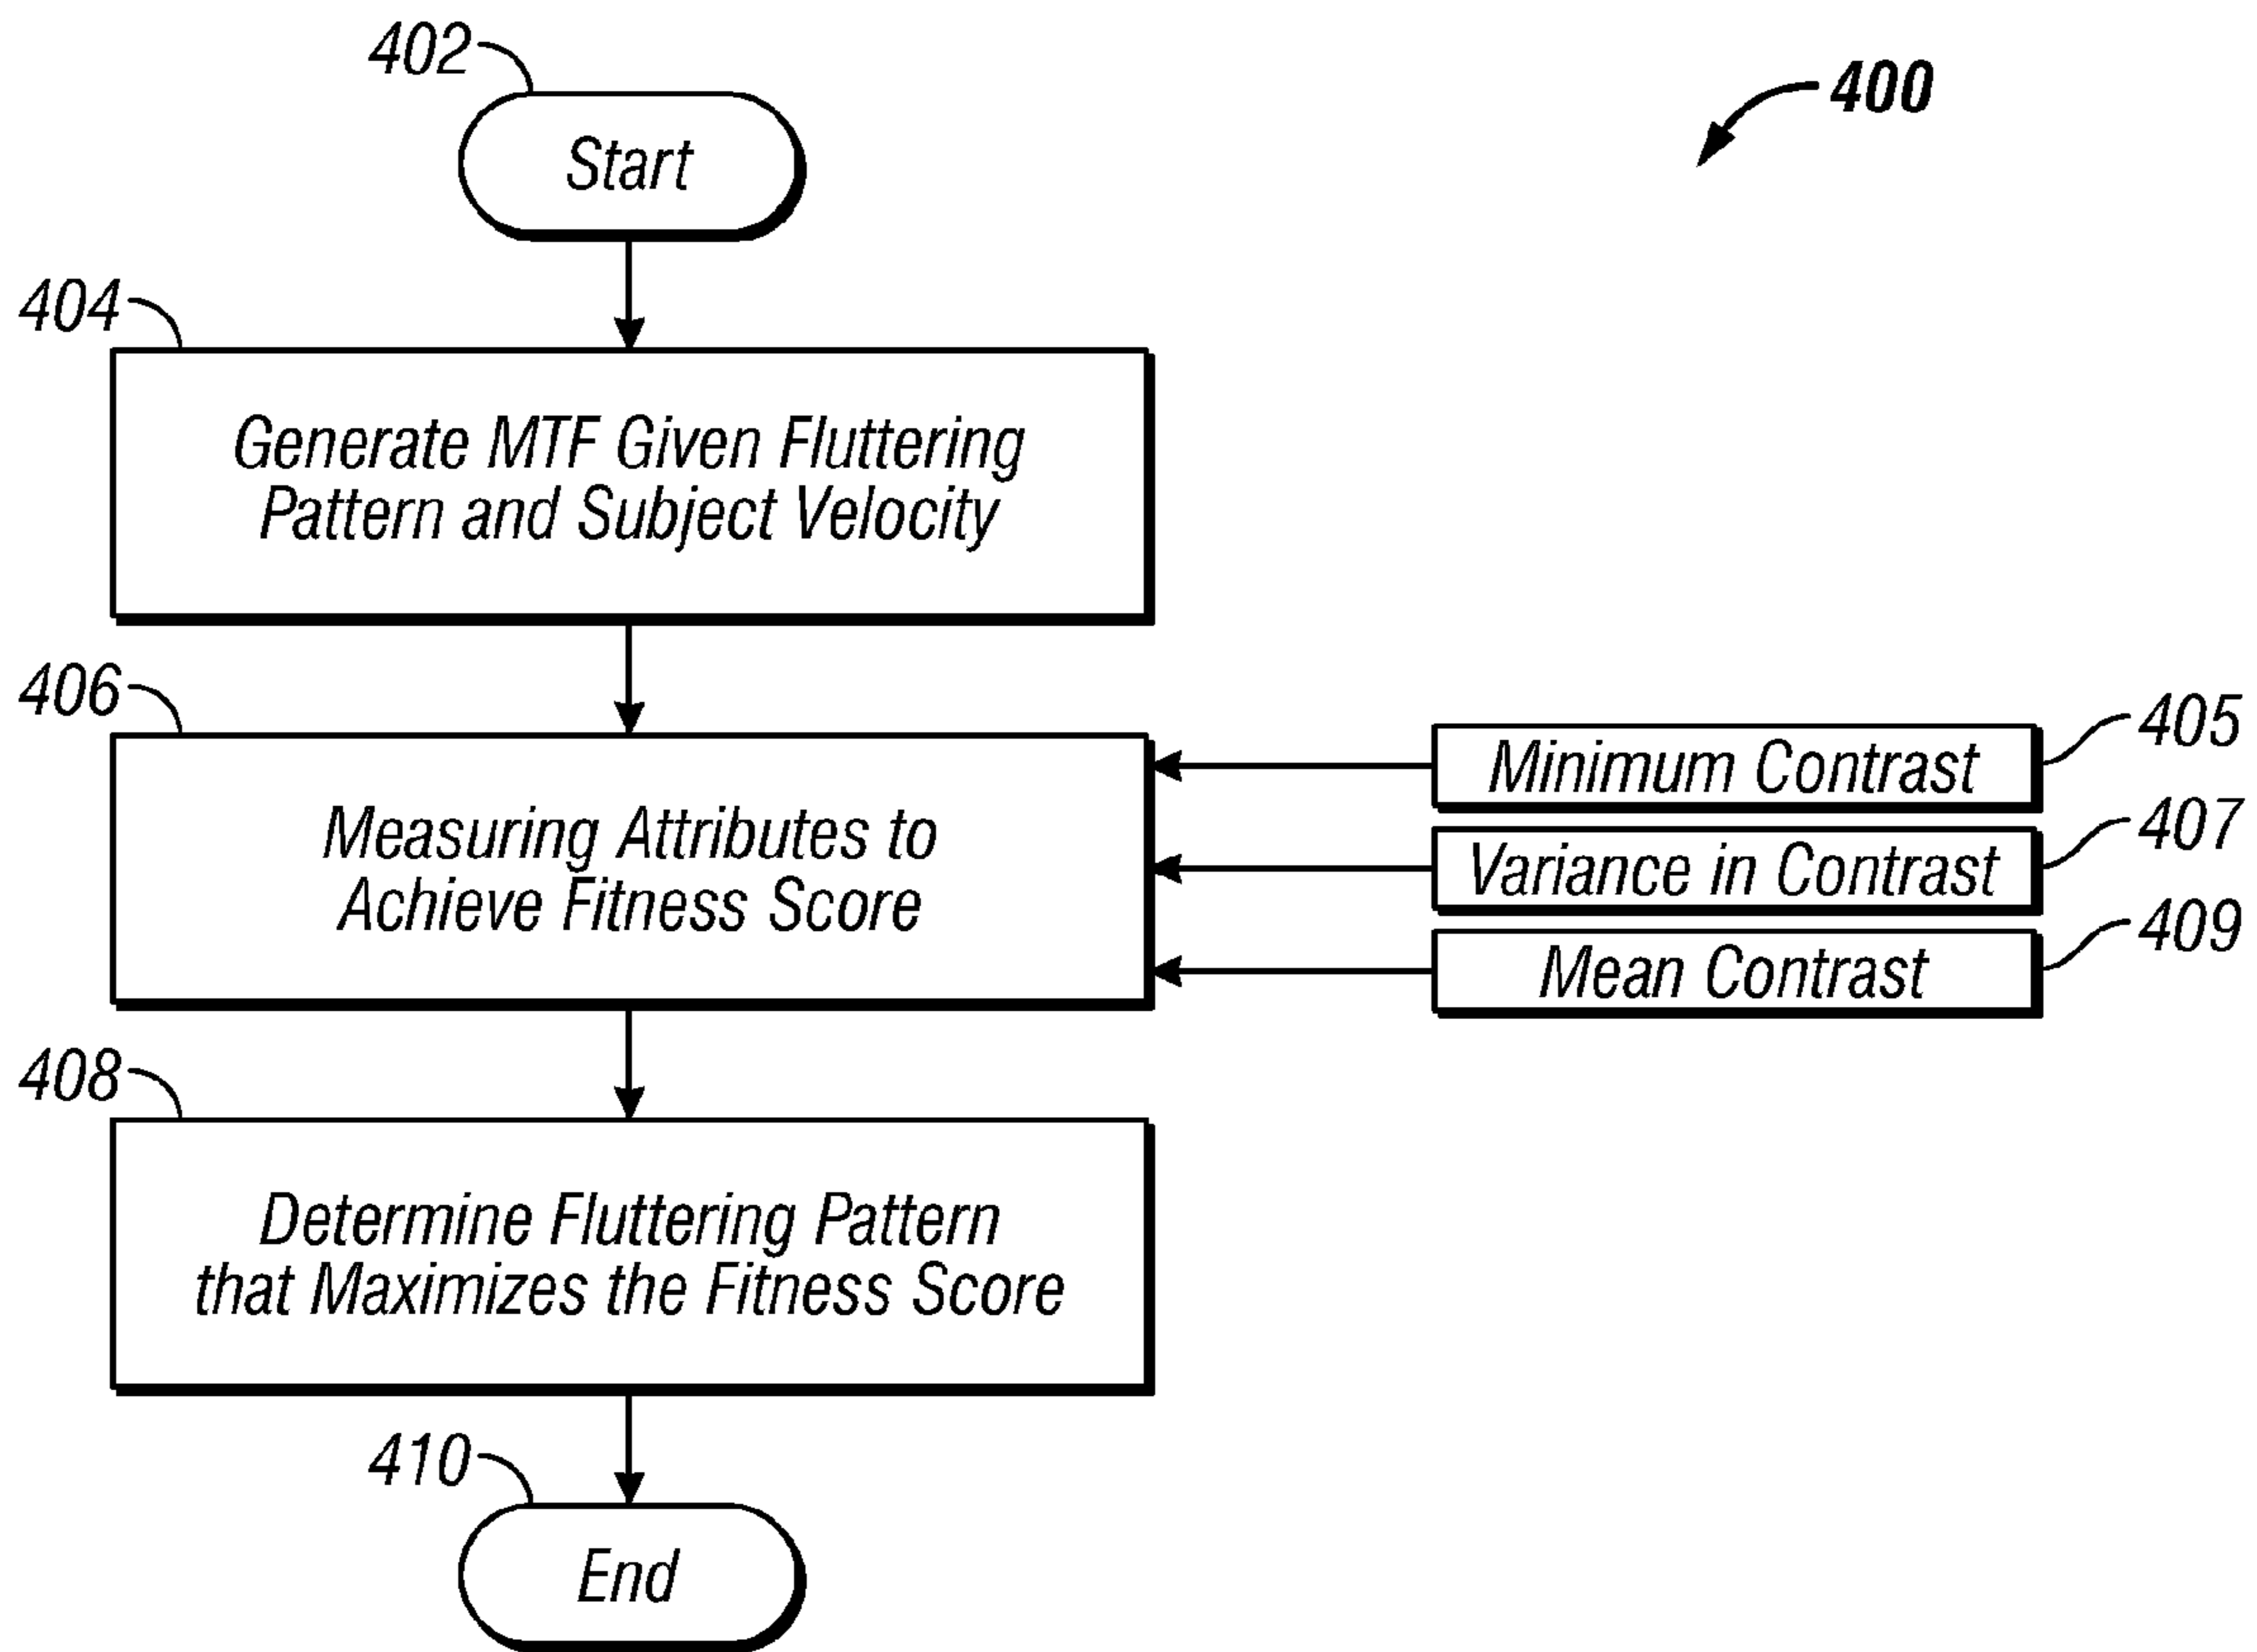 402
400
Start
404
Generate MTF Given Fluttering
Pattern and Subject Velocity
406
Measuring Attributes to
Achieve Fitness Score
Minimum Contrast
405
Variance in Contrast
407
Mean Contrast
409
408
Determine Fluttering Pattern
that Maximizes the Fitness Score
410
End